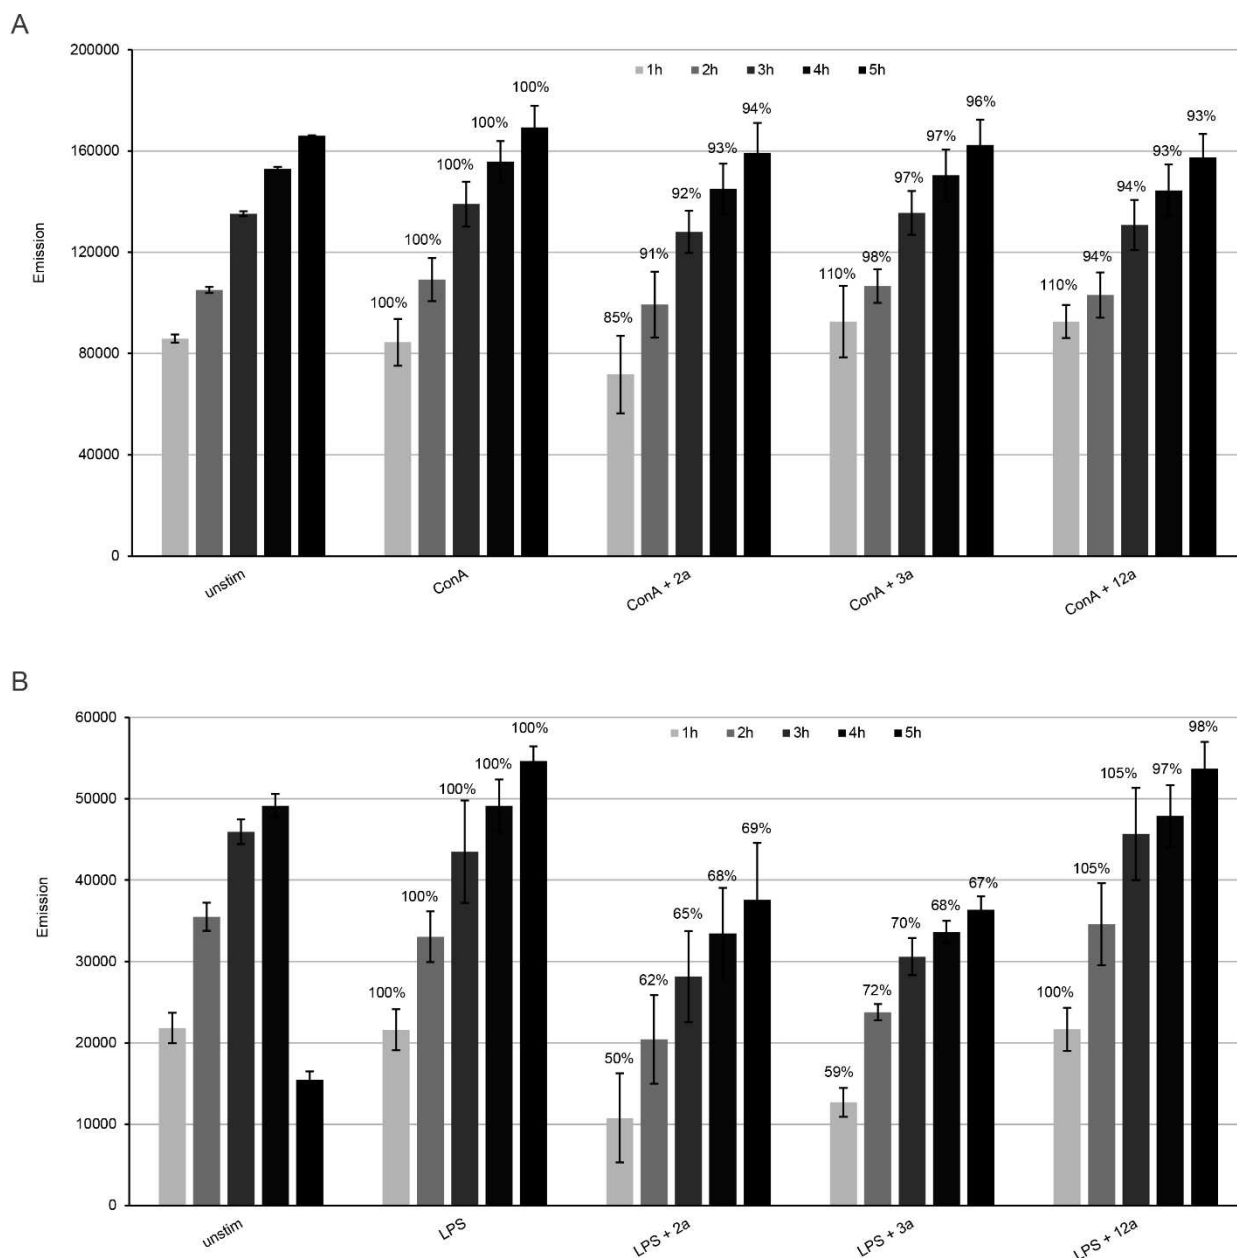 A
200000
1h 2h 3h 4h 5h
100% 100% 100% 100% 100%
85% 91% 92% 93% 94%
110% 98% 97% 97% 96%
110% 94% 94% 93% 93%
160000
120000
80000
40000
0
Emission
unstim ConA ConA + 2a ConA + 3a ConA + 12a
B
60000
1h 2h 3h 4h 5h
100% 100% 100% 100% 100%
50% 62% 65% 68% 69%
59% 72% 70% 68% 67%
100% 105% 105% 97% 98%
50000
40000
30000
20000
10000
0
Emission
unstim LPS LPS + 2a LPS + 3a LPS + 12a